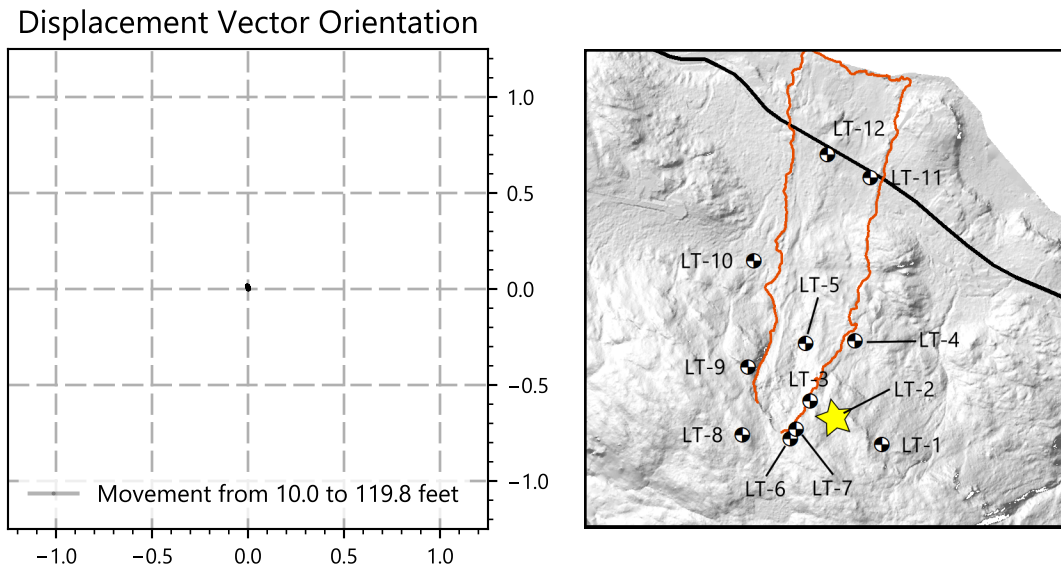 Displacement Vector Orientation
1.0
0.5
0.0
−0.5
−1.0
Movement from 10.0 to 119.8 feet
−1.0 −0.5 0.0 0.5 1.0
LT-12
LT-11
LT-10
LT-5
LT-4
LT-9
LT-3
LT-2
LT-8
LT-1
LT-6
LT-7